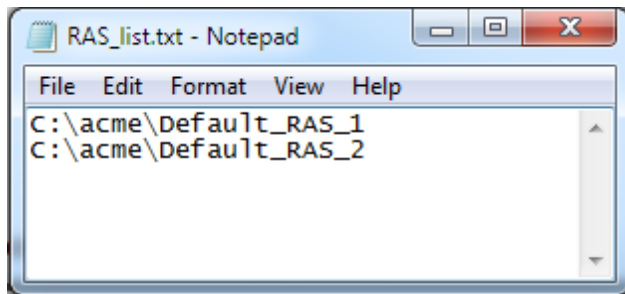 RAS_list.txt - Notepad
File Edit Format View Help
C:\acme\Default_RAS_1
C:\acme\Default_RAS_2